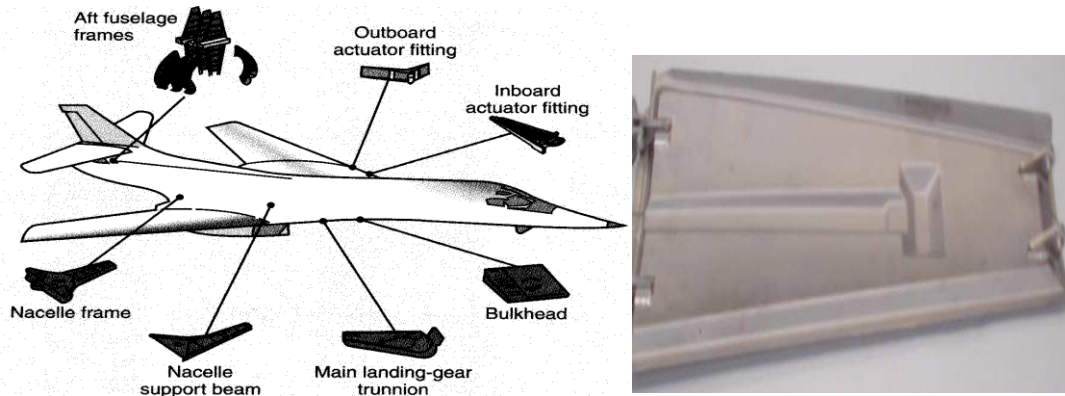 Aft fuselage
frames
Outboard
actuator fitting
Inboard
actuator fitting
Nacelle frame
Nacelle
support beam
Main landing-gear
trunnion
Bulkhead